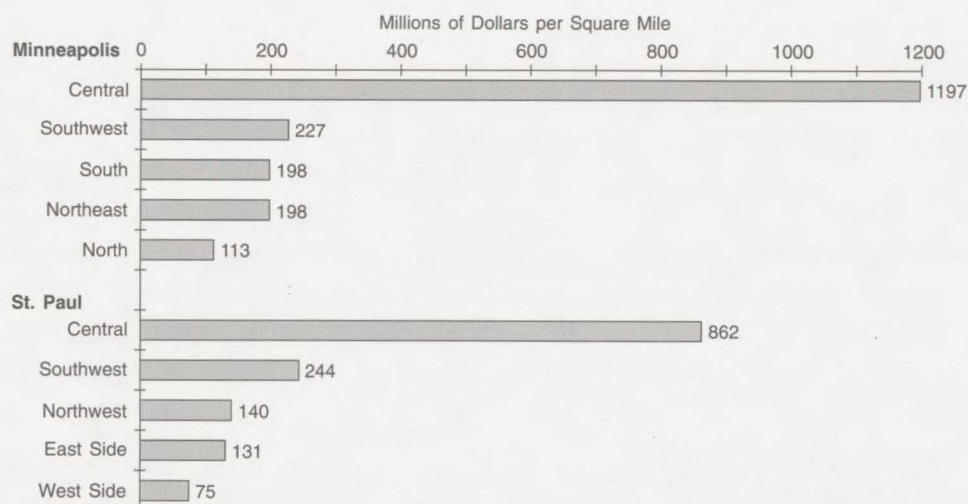 Millions of Dollars per Square Mile
Minneapolis 0 200 400 600 800 1000 1200
Central 1197
Southwest 227
South 198
Northeast 198
North 113
St. Paul
Central 862
Southwest 244
Northwest 140
East Side 131
West Side 75